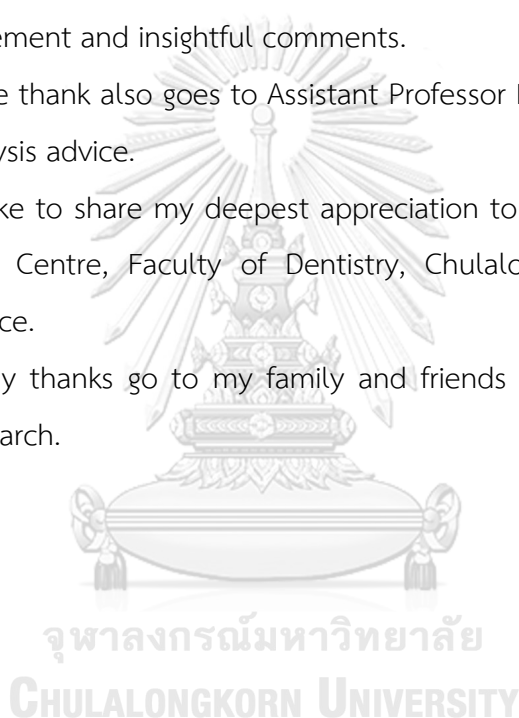 ement and insightful comments.
e thank also goes to Assistant Professor
ysis advice.
ke to share my deepest appreciation to
Centre, Faculty of Dentistry, Chulalo
ce.
y thanks go to my family and friends
arch.
จุฬาลงกรณ์มหาวิทยาลัย
CHULALONGKORN UNIVERSITY